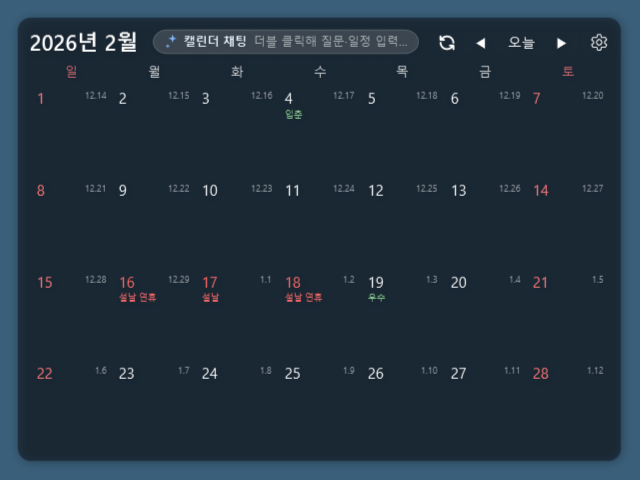 2026년 2월 캘린더 채팅 더블 클릭해 질문·일정 입력... 오늘
일 월 화 수 목 금 토
1 12.14 2 12.15 3 12.16 4 12.17 5 12.18 6 12.19 7 12.20
입춘
8 12.21 9 12.22 10 12.23 11 12.24 12 12.25 13 12.26 14 12.27
15 12.28 16 12.29 17 1.1 18 1.2 19 1.3 20 1.4 21 1.5
설날 연휴 설날 설날 연휴 우수
22 1.6 23 1.7 24 1.8 25 1.9 26 1.10 27 1.11 28 1.12